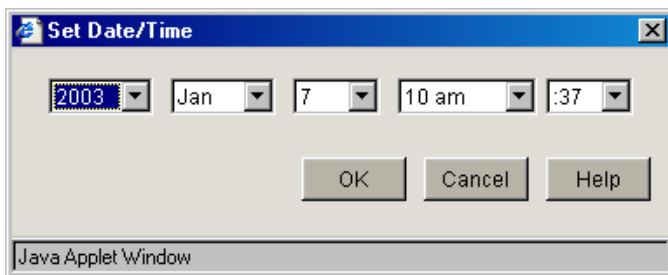 Set Date/Time
2003 Jan 7 10 am :37
OK Cancel Help
Java Applet Window